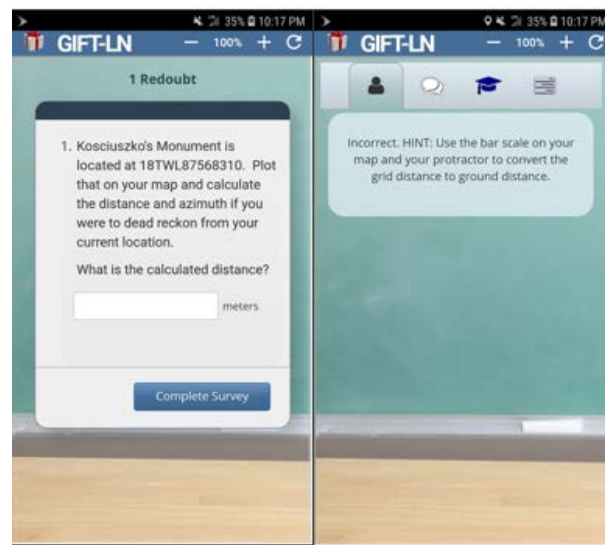 35% 10:17 PM
GIFT-LN
100%
1 Redoubt
1. Kosciuszko's Monument is
located at 18TWL87568310. Plot
that on your map and calculate
the distance and azimuth if you
were to dead reckon from your
current location.
What is the calculated distance?
meters
Complete Survey
35% 10:17 PM
GIFT-LN
100%
Incorrect. HINT: Use the bar scale on your
map and your protractor to convert the
grid distance to ground distance.